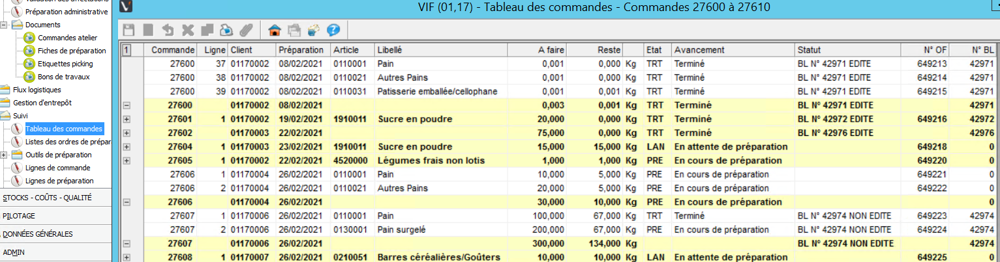 Validation des affectations
Préparation administrative
Documents
Commandes atelier
Fiches de préparation
Etiquettes picking
Bons de travaux
Flux logistiques
Gestion d'entrepôt
Suivi
Tableau des commandes
Listes des ordres de prépar
Outils de préparation
Lignes de commande
Lignes de préparation
STOCKS - COÛTS - QUALITÉ
PILOTAGE
DONNÉES GÉNÉRALES
ADMIN
VIF (01,17) - Tableau des commandes - Commandes 27600 à 27610
1 Commande Ligne Client Préparation Article Libellé A faire Reste Etat Avancement Statut N° OF N° BL
27600 37 01170002 08/02/2021 0110001 Pain 0,001 0,000 Kg TRT Terminé BL N° 42971 EDITE 649213 42971
27600 38 01170002 08/02/2021 0110021 Autres Pains 0,001 0,000 Kg TRT Terminé BL N° 42971 EDITE 649214 42971
27600 39 01170002 08/02/2021 0110031 Patisserie emballée/cellophane 0,001 0,001 Kg TRT Terminé BL N° 42971 EDITE 649215 42971
27600 01170002 08/02/2021 0,003 0,001 Kg TRT Terminé BL N° 42971 EDITE 42971
27601 1 01170002 19/02/2021 1910011 Sucre en poudre 20,000 0,000 Kg TRT Terminé BL N° 42972 EDITE 649216 42972
27602 01170003 22/02/2021 75,000 0,000 Kg TRT Terminé BL N° 42976 EDITE 42976
27604 1 01170003 23/02/2021 1910011 Sucre en poudre 15,000 15,000 Kg LAN En attente de préparation 649218 0
27605 1 01170002 22/02/2021 4520000 Légumes frais non lotis 1,000 1,000 Kg PRE En cours de préparation 649220 0
27606 1 01170004 26/02/2021 0110001 Pain 10,000 5,000 Kg PRE En cours de préparation 649221 0
27606 2 01170004 26/02/2021 0110021 Autres Pains 20,000 5,000 Kg PRE En cours de préparation 649222 0
27606 01170004 26/02/2021 30,000 10,000 Kg PRE En cours de préparation 0
27607 1 01170006 26/02/2021 0110001 Pain 100,000 67,000 Kg TRT Terminé BL N° 42974 NON EDITE 649223 42974
27607 2 01170006 26/02/2021 0130001 Pain surgelé 200,000 67,000 Kg PRE En cours de préparation BL N° 42974 NON EDITE 649224 42974
27607 01170006 26/02/2021 300,000 134,000 Kg BL N° 42974 NON EDITE 42974
27608 1 01170007 26/02/2021 0210051 Barres céréalières/Goûters 10,000 10,000 Kg LAN En attente de préparation 649225 0